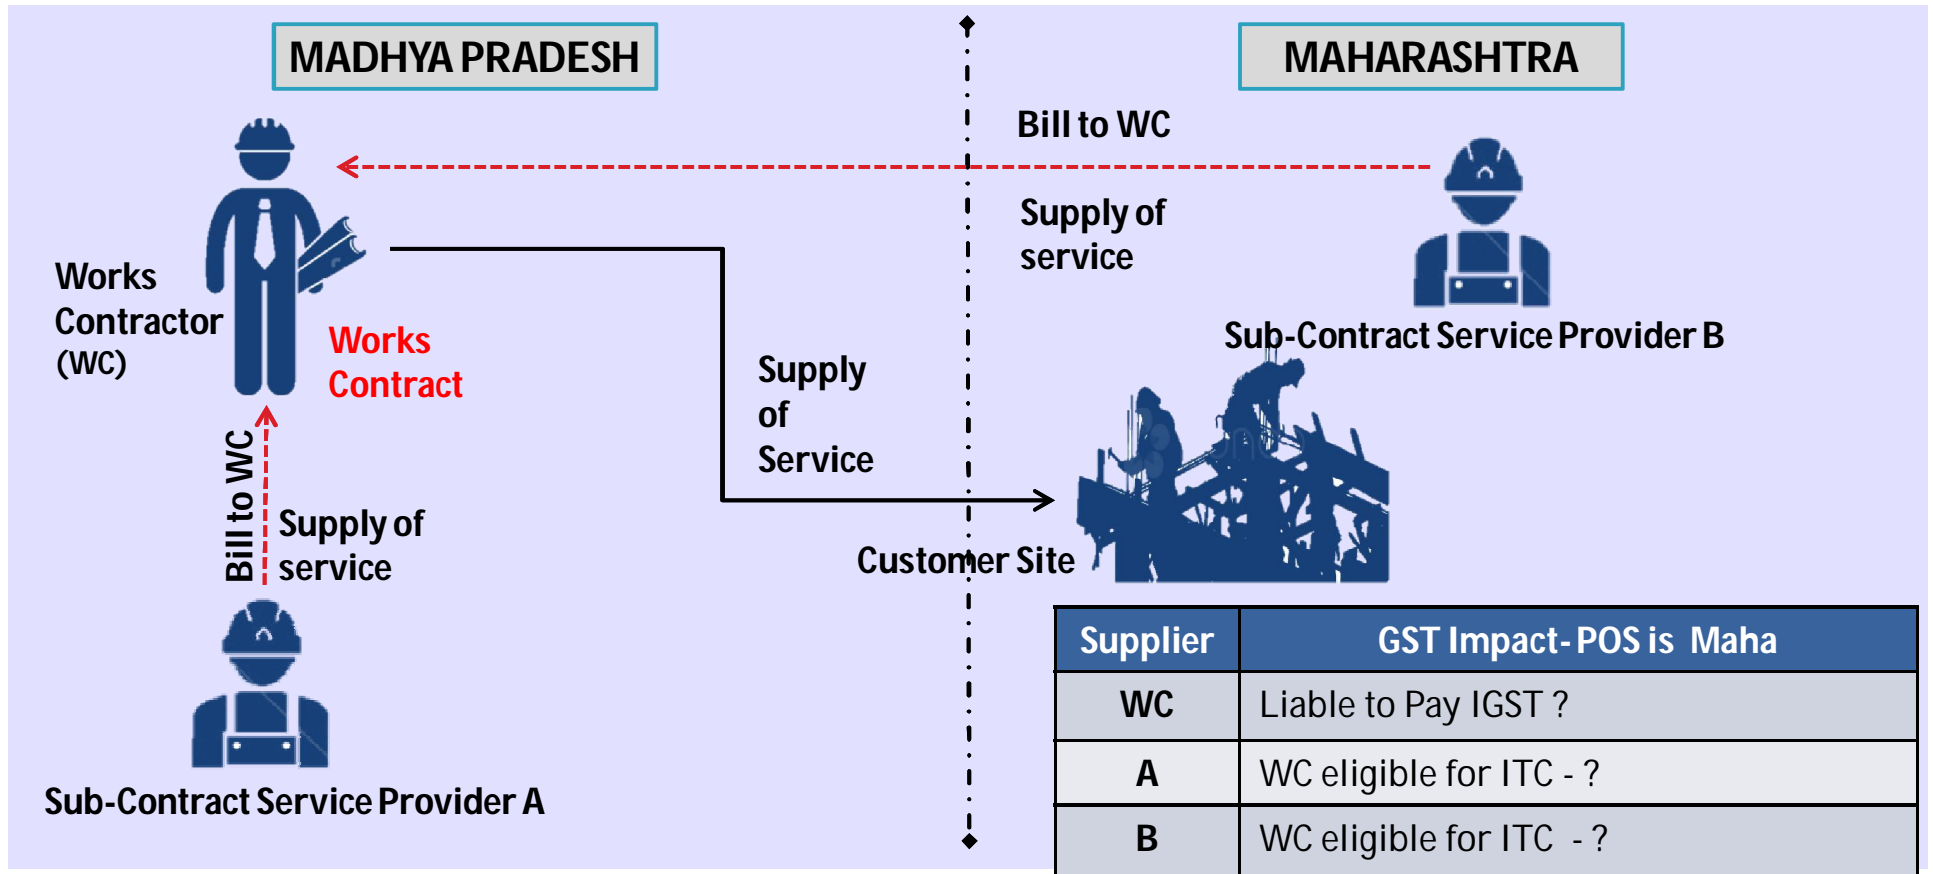 MADHYA PRADESH
MAHARASHTRA
Bill to WC
Supply of
service
Works
Contractor
(WC)
Works
Contract
Sub-Contract Service Provider B
Supply
of
Service
Bill to WC
Supply of
service
Customer Site
Sub-Contract Service Provider A
Supplier
GST Impact- POS is Maha
WC
Liable to Pay IGST ?
A
WC eligible for ITC - ?
B
WC eligible for ITC - ?